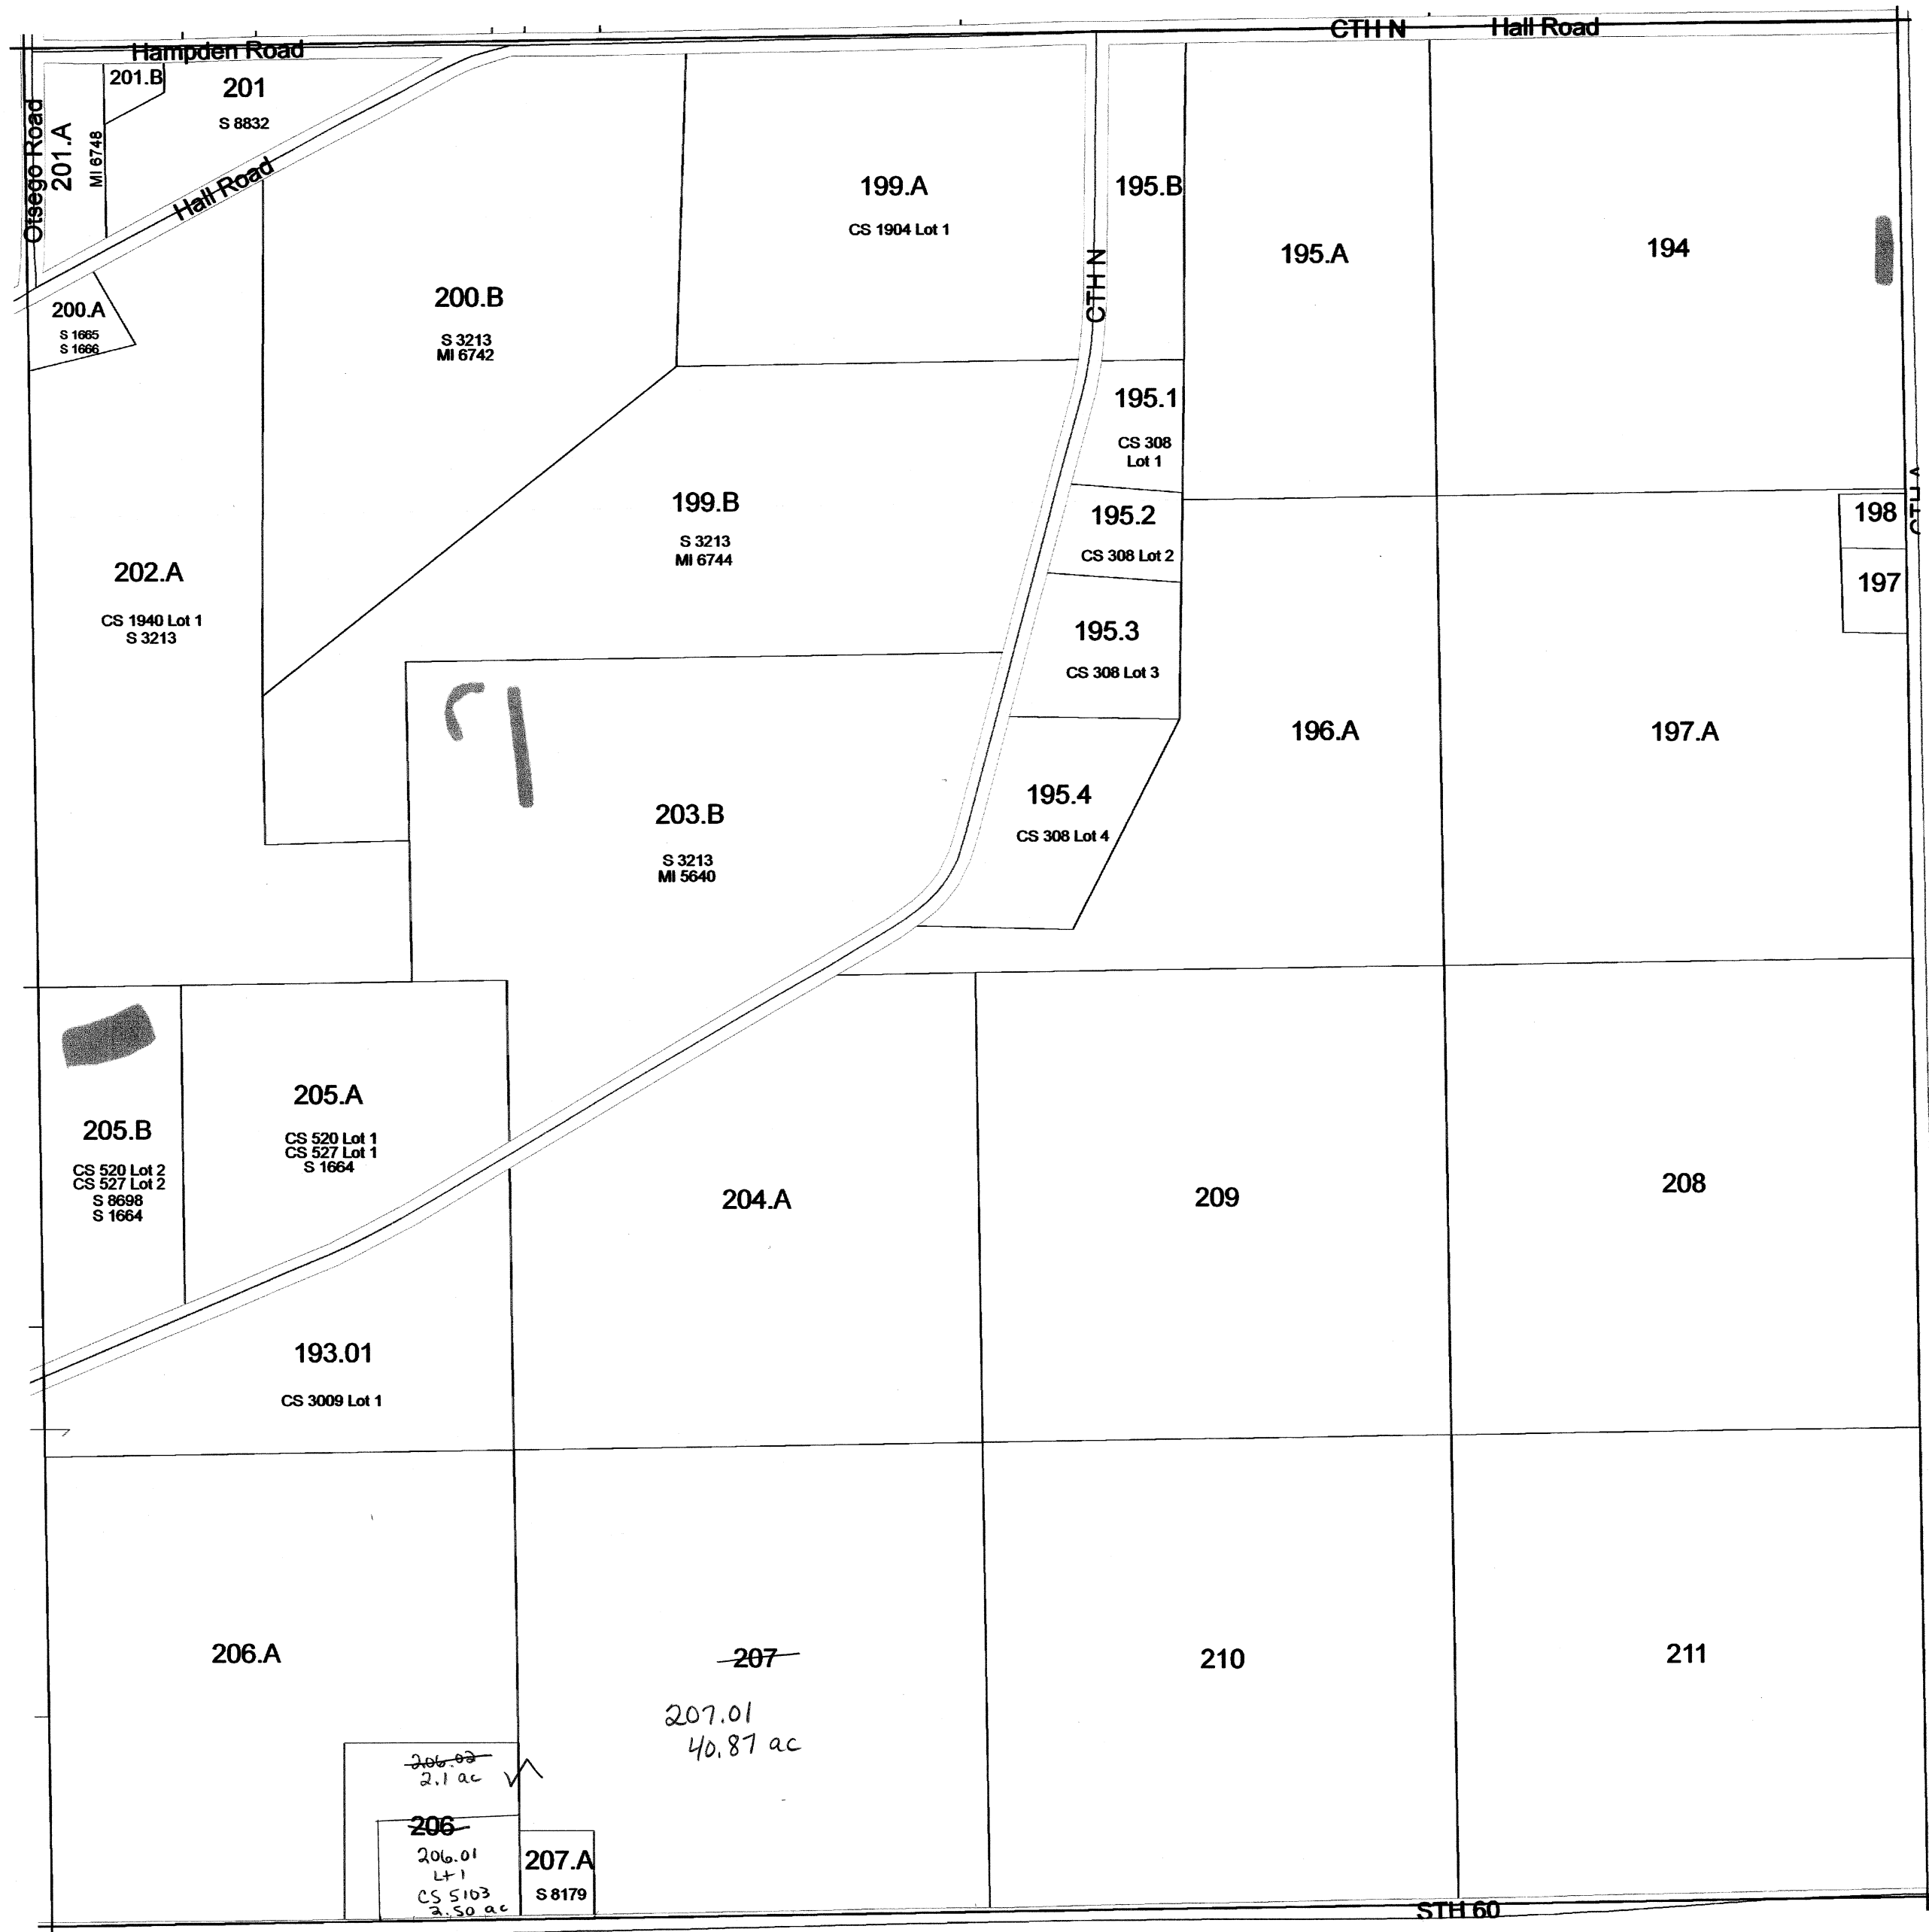 CTH N
Hall Road
Hampden Road
201.B
201
S 8832
Otsego Road
201.A
MI 6748
Hall Road
199.A
CS 1904 Lot 1
195.B
195.A
194
CTH N
200.A
S 1665
S 1666
200.B
S 3213
MI 6742
195.1
CS 308
Lot 1
199.B
S 3213
MI 6744
195.2
CS 308 Lot 2
198
CTH A
197
202.A
CS 1940 Lot 1
S 3213
195.3
CS 308 Lot 3
196.A
197.A
203.B
S 3213
MI 5640
195.4
CS 308 Lot 4
205.B
CS 520 Lot 2
CS 527 Lot 2
S 8698
S 1664
205.A
CS 520 Lot 1
CS 527 Lot 1
S 1664
204.A
209
208
193.01
CS 3009 Lot 1
206.A
207
207.01
40.87 ac
210
211
206.02
2.1 ac
206
206.01
Lt 1
CS 5103
2.50 ac
207.A
S 8179
STH 60